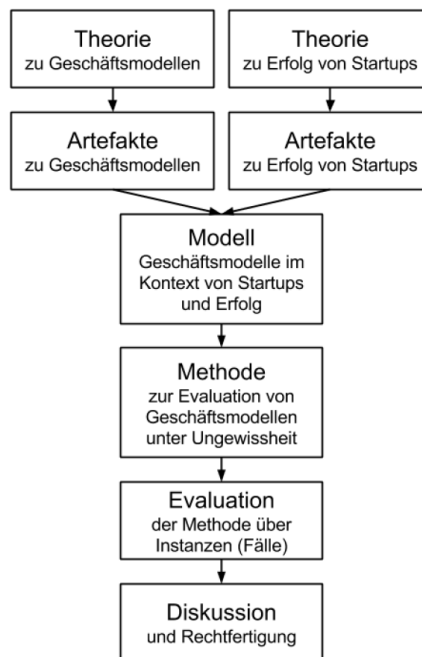 Theorie
zu Geschäftsmodellen
Theorie
zu Erfolg von Startups
Artefakte
zu Geschäftsmodellen
Artefakte
zu Erfolg von Startups
Modell
Geschäftsmodelle im
Kontext von Startups
und Erfolg
Methode
zur Evaluation von
Geschäftsmodellen
unter Ungewissheit
Evaluation
der Methode über
Instanzen (Fälle)
Diskussion
und Rechtfertigung